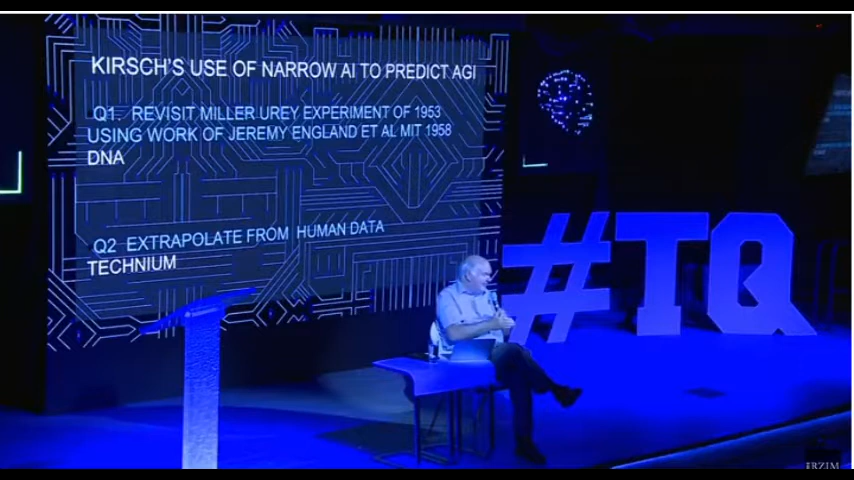 KIRSCH'S USE OF NARROW AI TO PREDICT AGI
Q1. REVISIT MILLER UREY EXPERIMENT OF 1953
USING WORK OF JEREMY ENGLAND ET AL MIT 1958
DNA
Q2 EXTRAPOLATE FROM HUMAN DATA
TECHNIUM
#TQ
RZIM